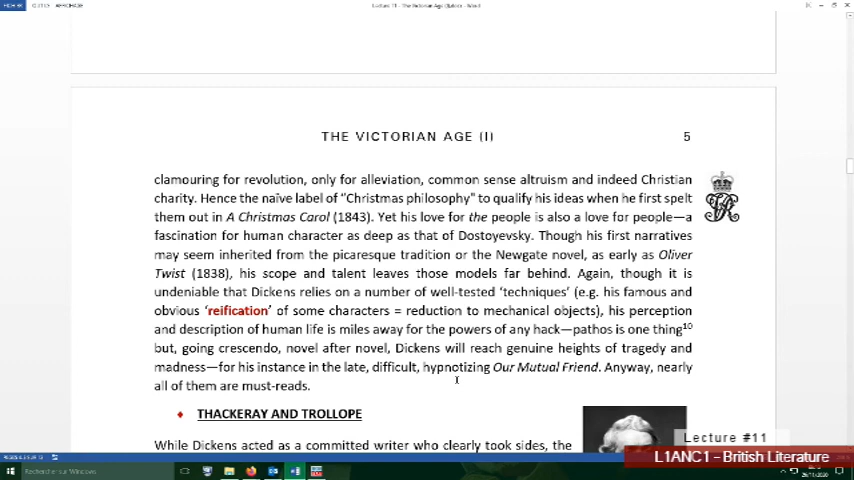 FICHIER OUTILS AFFICHAGE
THE VICTORIAN AGE (I) 5
clamouring for revolution, only for alleviation, common sense altruism and indeed Christian
charity. Hence the naïve label of “Christmas philosophy" to qualify his ideas when he first spelt
them out in A Christmas Carol (1843). Yet his love for the people is also a love for people—a
fascination for human character as deep as that of Dostoyevsky. Though his first narratives
may seem inherited from the picaresque tradition or the Newgate novel, as early as Oliver
Twist (1838), his scope and talent leaves those models far behind. Again, though it is
undeniable that Dickens relies on a number of well-tested ‘techniques’ (e.g. his famous and
obvious ‘reification’ of some characters = reduction to mechanical objects), his perception
and description of human life is miles away for the powers of any hack—pathos is one thing10
but, going crescendo, novel after novel, Dickens will reach genuine heights of tragedy and
madness—for his instance in the late, difficult, hypnotizing Our Mutual Friend. Anyway, nearly
all of them are must-reads.
♦ THACKERAY AND TROLLOPE
While Dickens acted as a committed writer who clearly took sides, the
Lecture #11
L1ANC1 - British Literature
Rechercher sur Windows